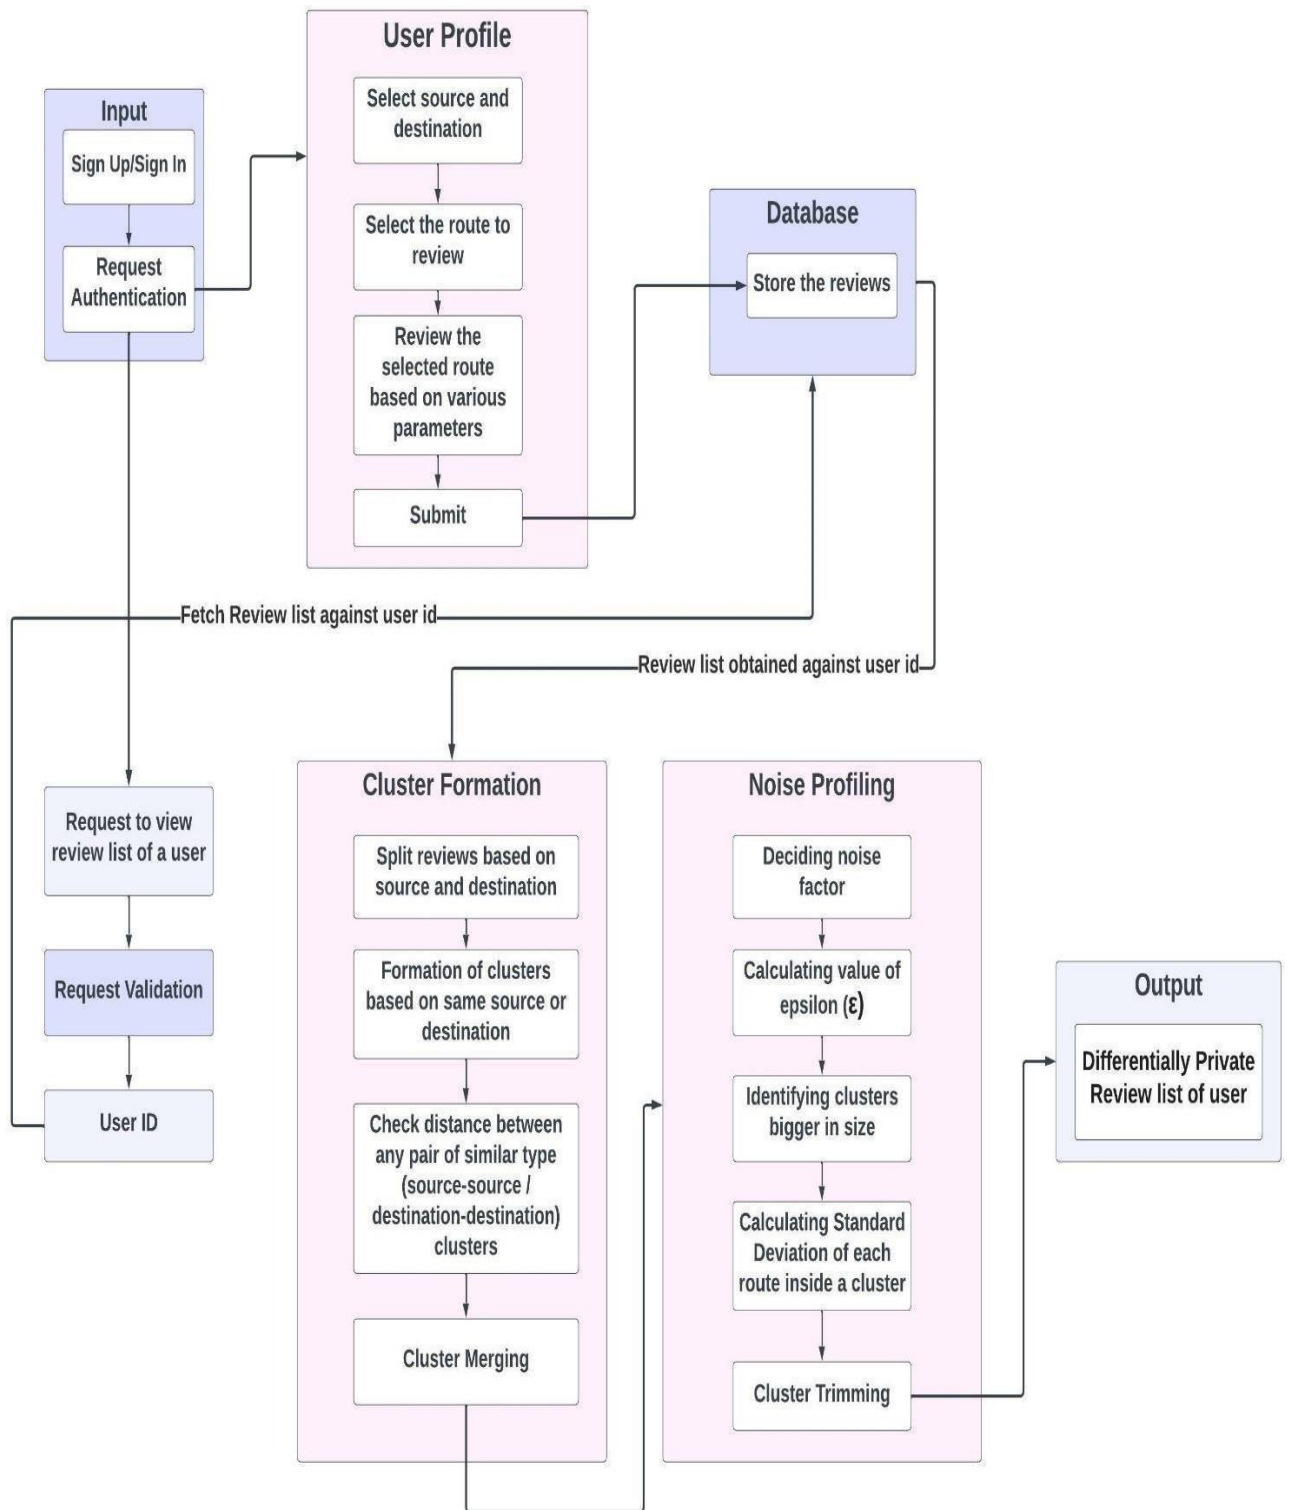 User Profile
Select source and
destination
Select the route to
review
Review the
selected route
based on various
parameters
Submit
Input
Sign Up/Sign In
Request
Authentication
Database
Store the reviews
Fetch Review list against user id
Review list obtained against user id
Request to view
review list of a user
Request Validation
User ID
Cluster Formation
Split reviews based on
source and destination
Formation of clusters
based on same source or
destination
Check distance between
any pair of similar type
(source-source /
destination-destination)
clusters
Cluster Merging
Noise Profiling
Deciding noise
factor
Calculating value of
epsilon (ε)
Identifying clusters
bigger in size
Calculating Standard
Deviation of each
route inside a cluster
Cluster Trimming
Output
Differentially Private
Review list of user